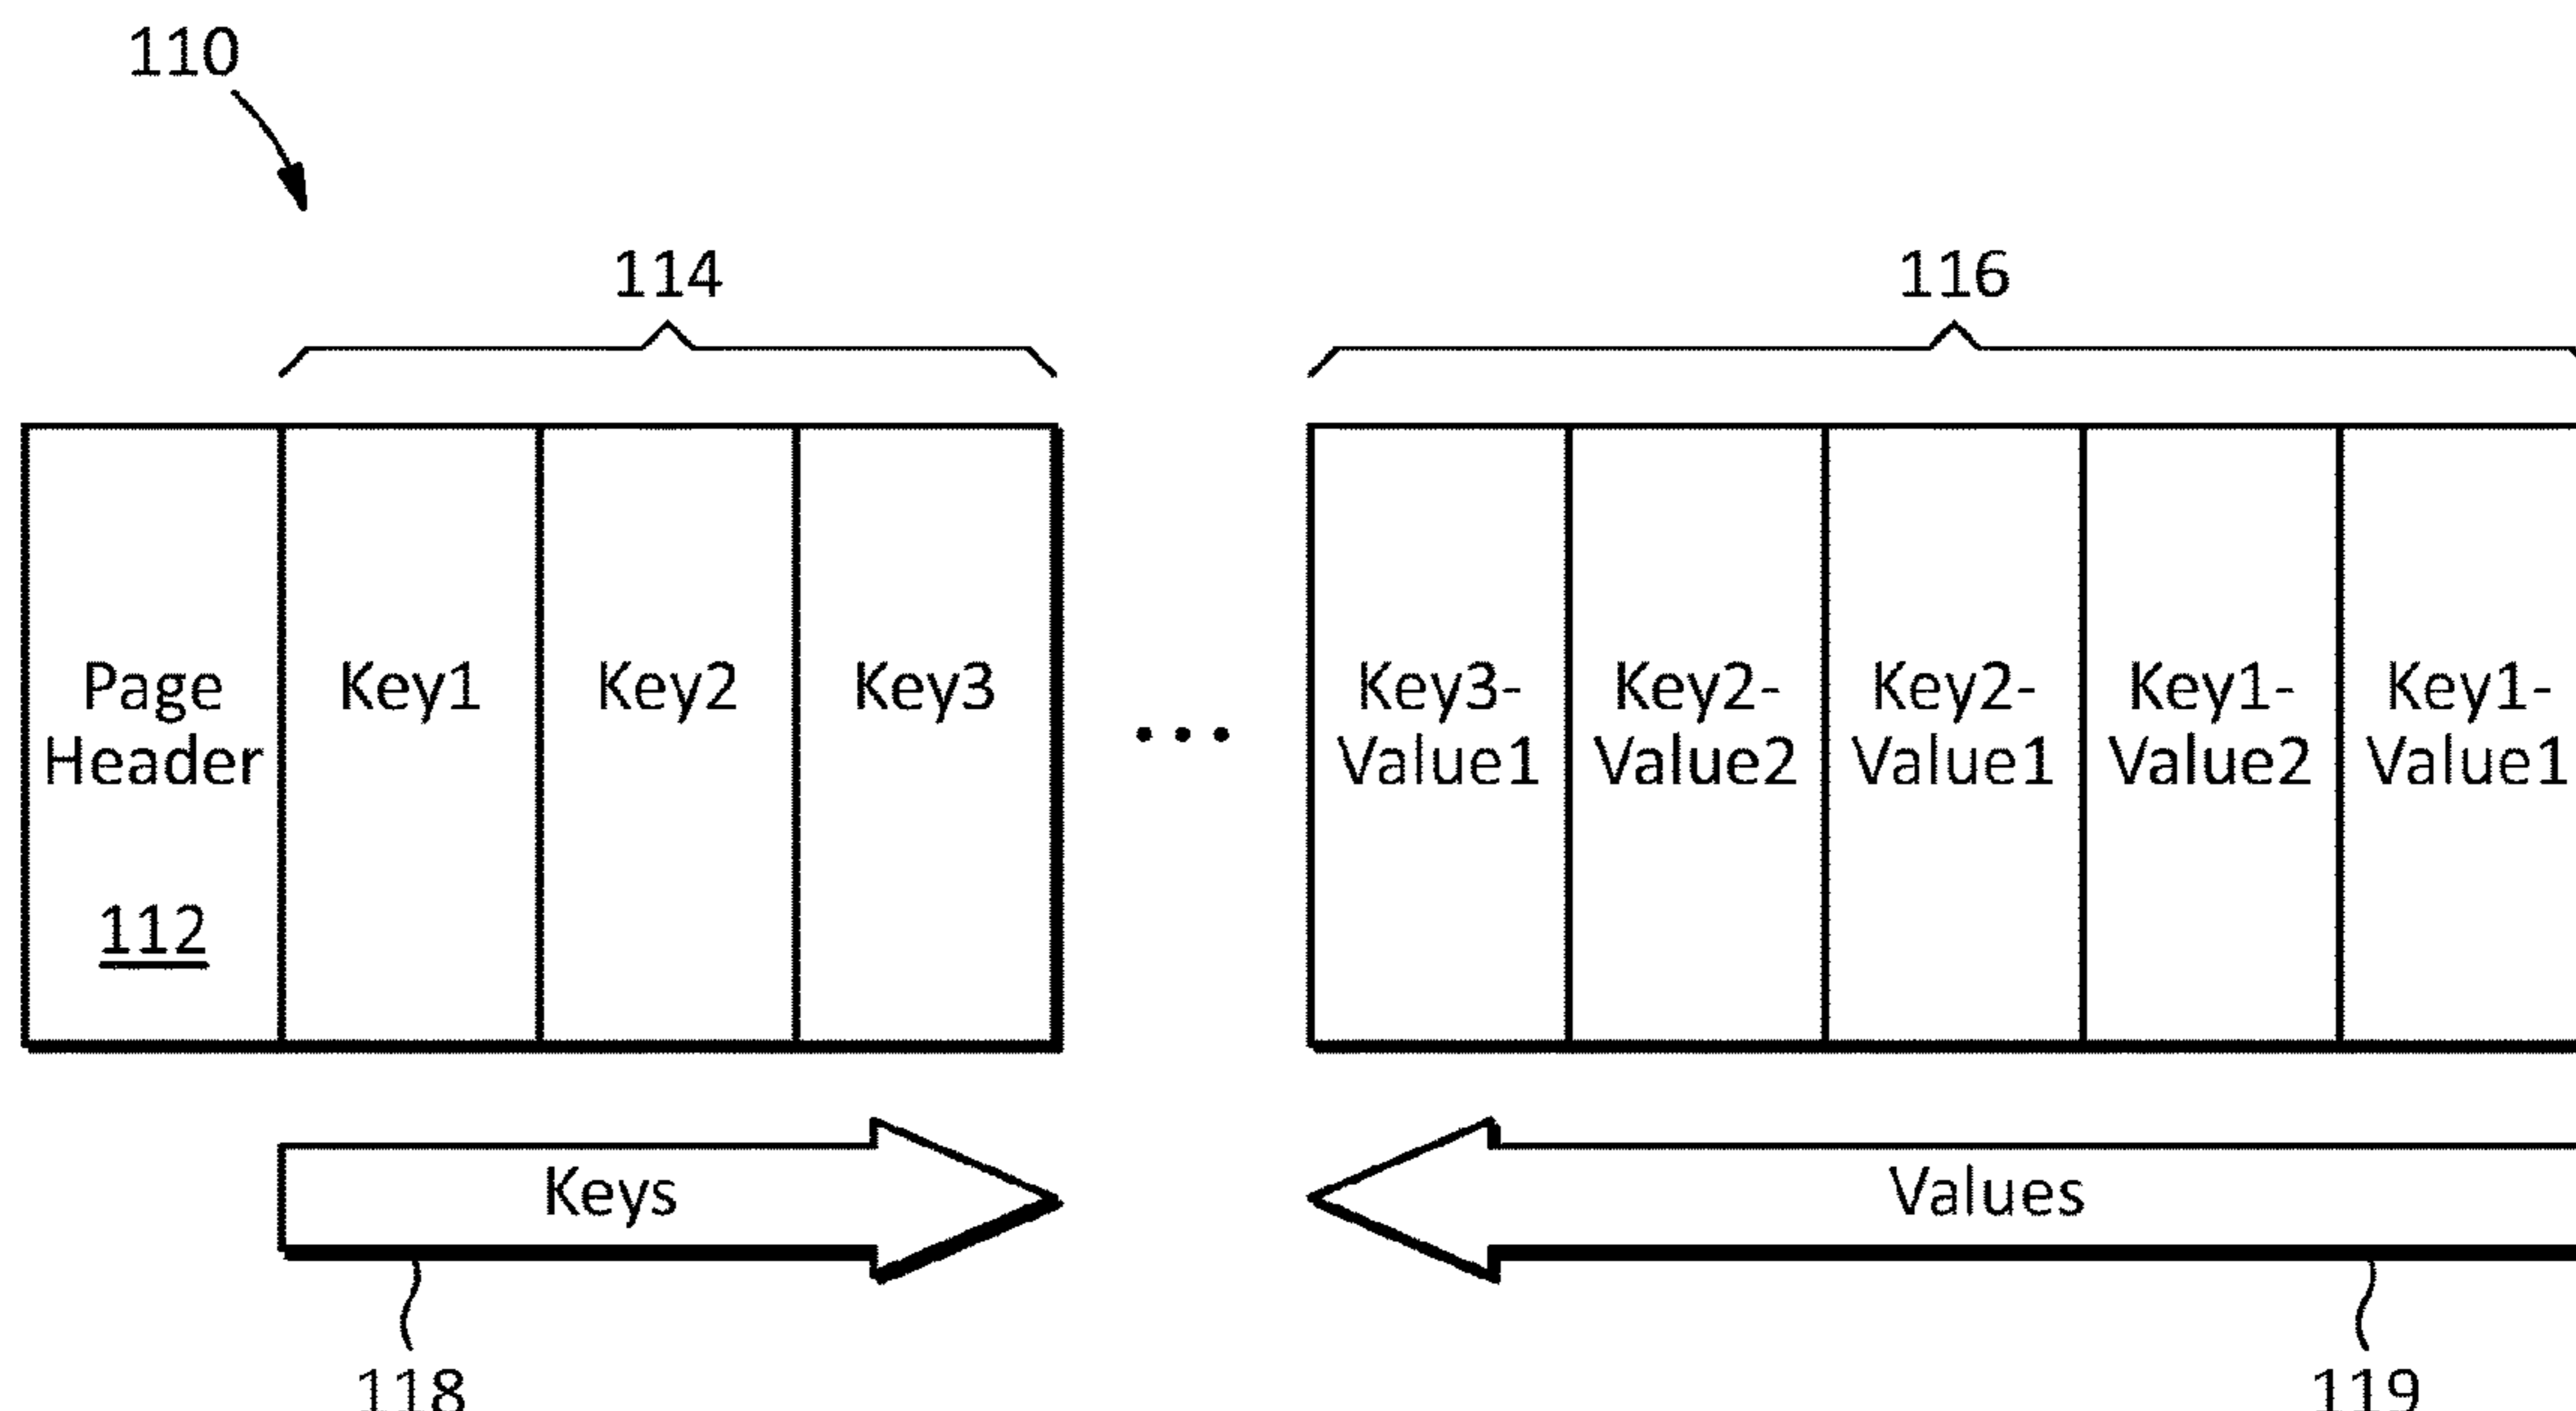 110
114
116
Page
Header
112
Key1
Key2
Key3
Key3-
Value1
Key2-
Value2
Key2-
Value1
Key1-
Value2
Key1-
Value1
Keys
Values
118
119